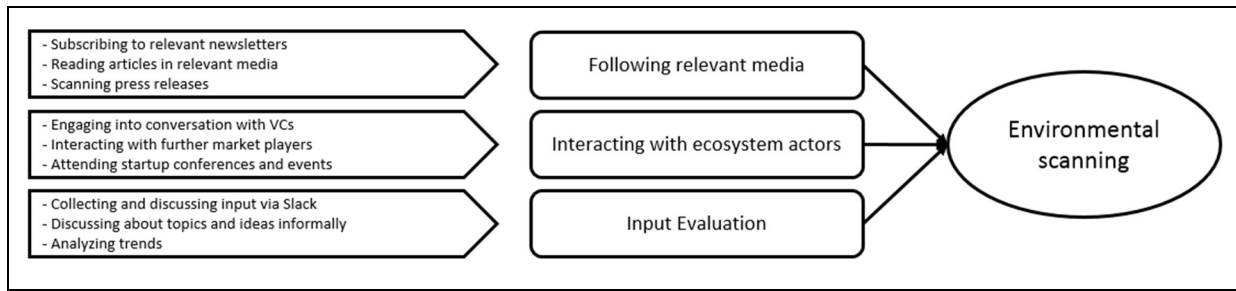 - Subscribing to relevant newsletters
- Reading articles in relevant media
- Scanning press releases
Following relevant media
- Engaging into conversation with VCs
- Interacting with further market players
- Attending startup conferences and events
Interacting with ecosystem actors
- Collecting and discussing input via Slack
- Discussing about topics and ideas informally
- Analyzing trends
Input Evaluation
Environmental
scanning